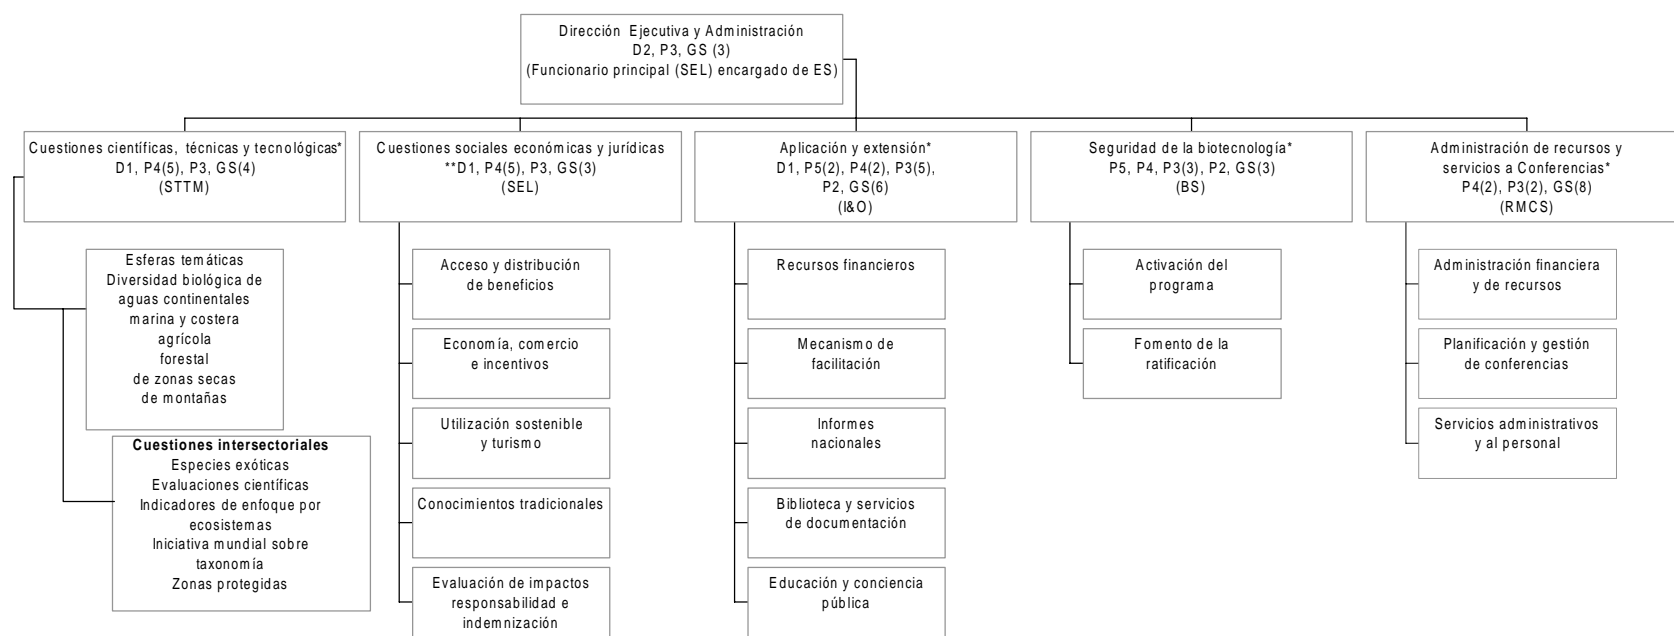 Dirección Ejecutiva y Administración
D2, P3, GS (3)
(Funcionario principal (SEL) encargado de ES)
Cuestiones científicas, técnicas y tecnológicas*
D1, P4(5), P3, GS(4)
(STTM)
Cuestiones sociales económicas y jurídicas
**D1, P4(5), P3, GS(3)
(SEL)
Aplicación y extensión*
D1, P5(2), P4(2), P3(5),
P2, GS(6)
(I&O)
Seguridad de la biotecnología*
P5, P4, P3(3), P2, GS(3)
(BS)
Administración de recursos y
servicios a Conferencias*
P4(2), P3(2), GS(8)
(RMCS)
Esferas temáticas
Diversidad biológica de
aguas continentales
marina y costera
agrícola
forestal
de zonas secas
de montañas
Cuestiones intersectoriales
Especies exóticas
Evaluaciones científicas
Indicadores de enfoque por
ecosistemas
Iniciativa mundial sobre
taxonomía
Zonas protegidas
Acceso y distribución
de beneficios
Economía, comercio
e incentivos
Utilización sostenible
y turismo
Conocimientos tradicionales
Evaluación de impactos
responsabilidad e
indemnización
Recursos financieros
Mecanismo de
facilitación
Informes
nacionales
Biblioteca y servicios
de documentación
Educación y conciencia
pública
Activación del
programa
Fomento de la
ratificación
Administración financiera
y de recursos
Planificación y gestión
de conferencias
Servicios administrativos
y al personal